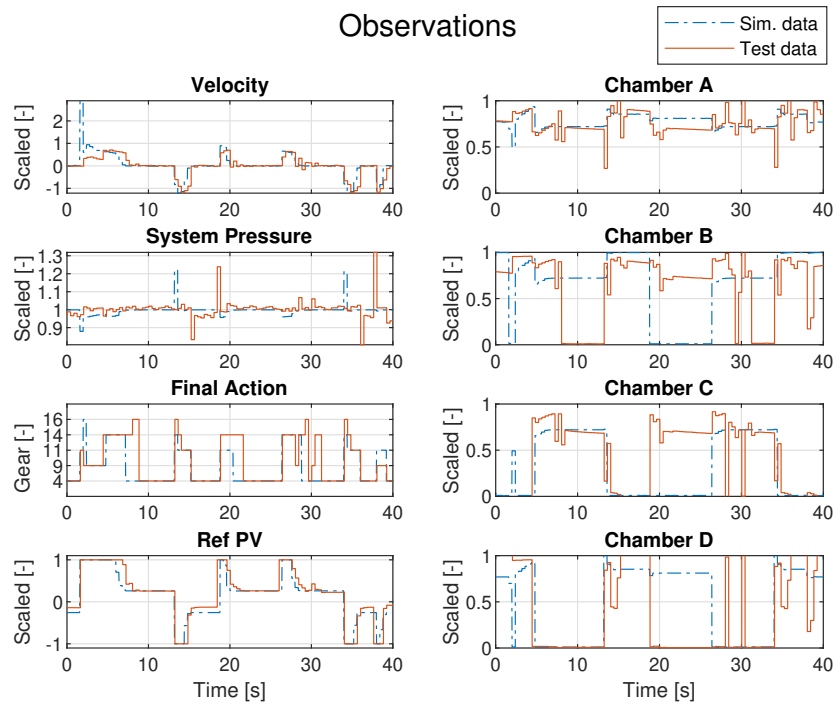 Observations
Sim. data
Test data
Velocity
Scaled [-]
2
1
0
-1
0 10 20 30 40
Chamber A
Scaled [-]
1
0.5
0
0 10 20 30 40
System Pressure
Scaled [-]
1.3
1.2
1.1
1
0.9
0 10 20 30 40
Chamber B
Scaled [-]
1
0.5
0
0 10 20 30 40
Final Action
Gear [-]
16
14
11
9
4
0 10 20 30 40
Chamber C
Scaled [-]
1
0.5
0
0 10 20 30 40
Ref PV
Scaled [-]
1
0
-1
0 10 20 30 40
Time [s]
Chamber D
Scaled [-]
1
0.5
0
0 10 20 30 40
Time [s]